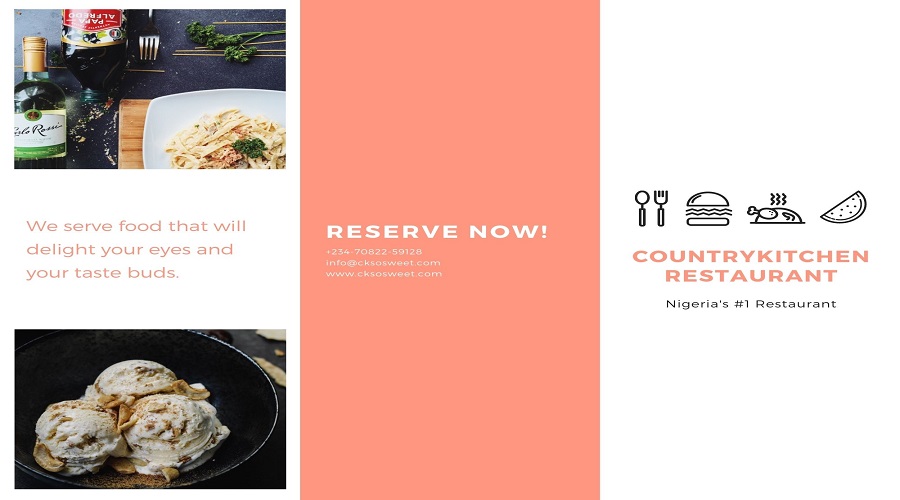 PAPA
ALFREDO
Carlo Rossi
We serve food that will
delight your eyes and
your taste buds.
RESERVE NOW!
+234-70822-59128
info@cksosweet.com
www.cksosweet.com
COUNTRYKITCHEN
RESTAURANT
Nigeria's #1 Restaurant